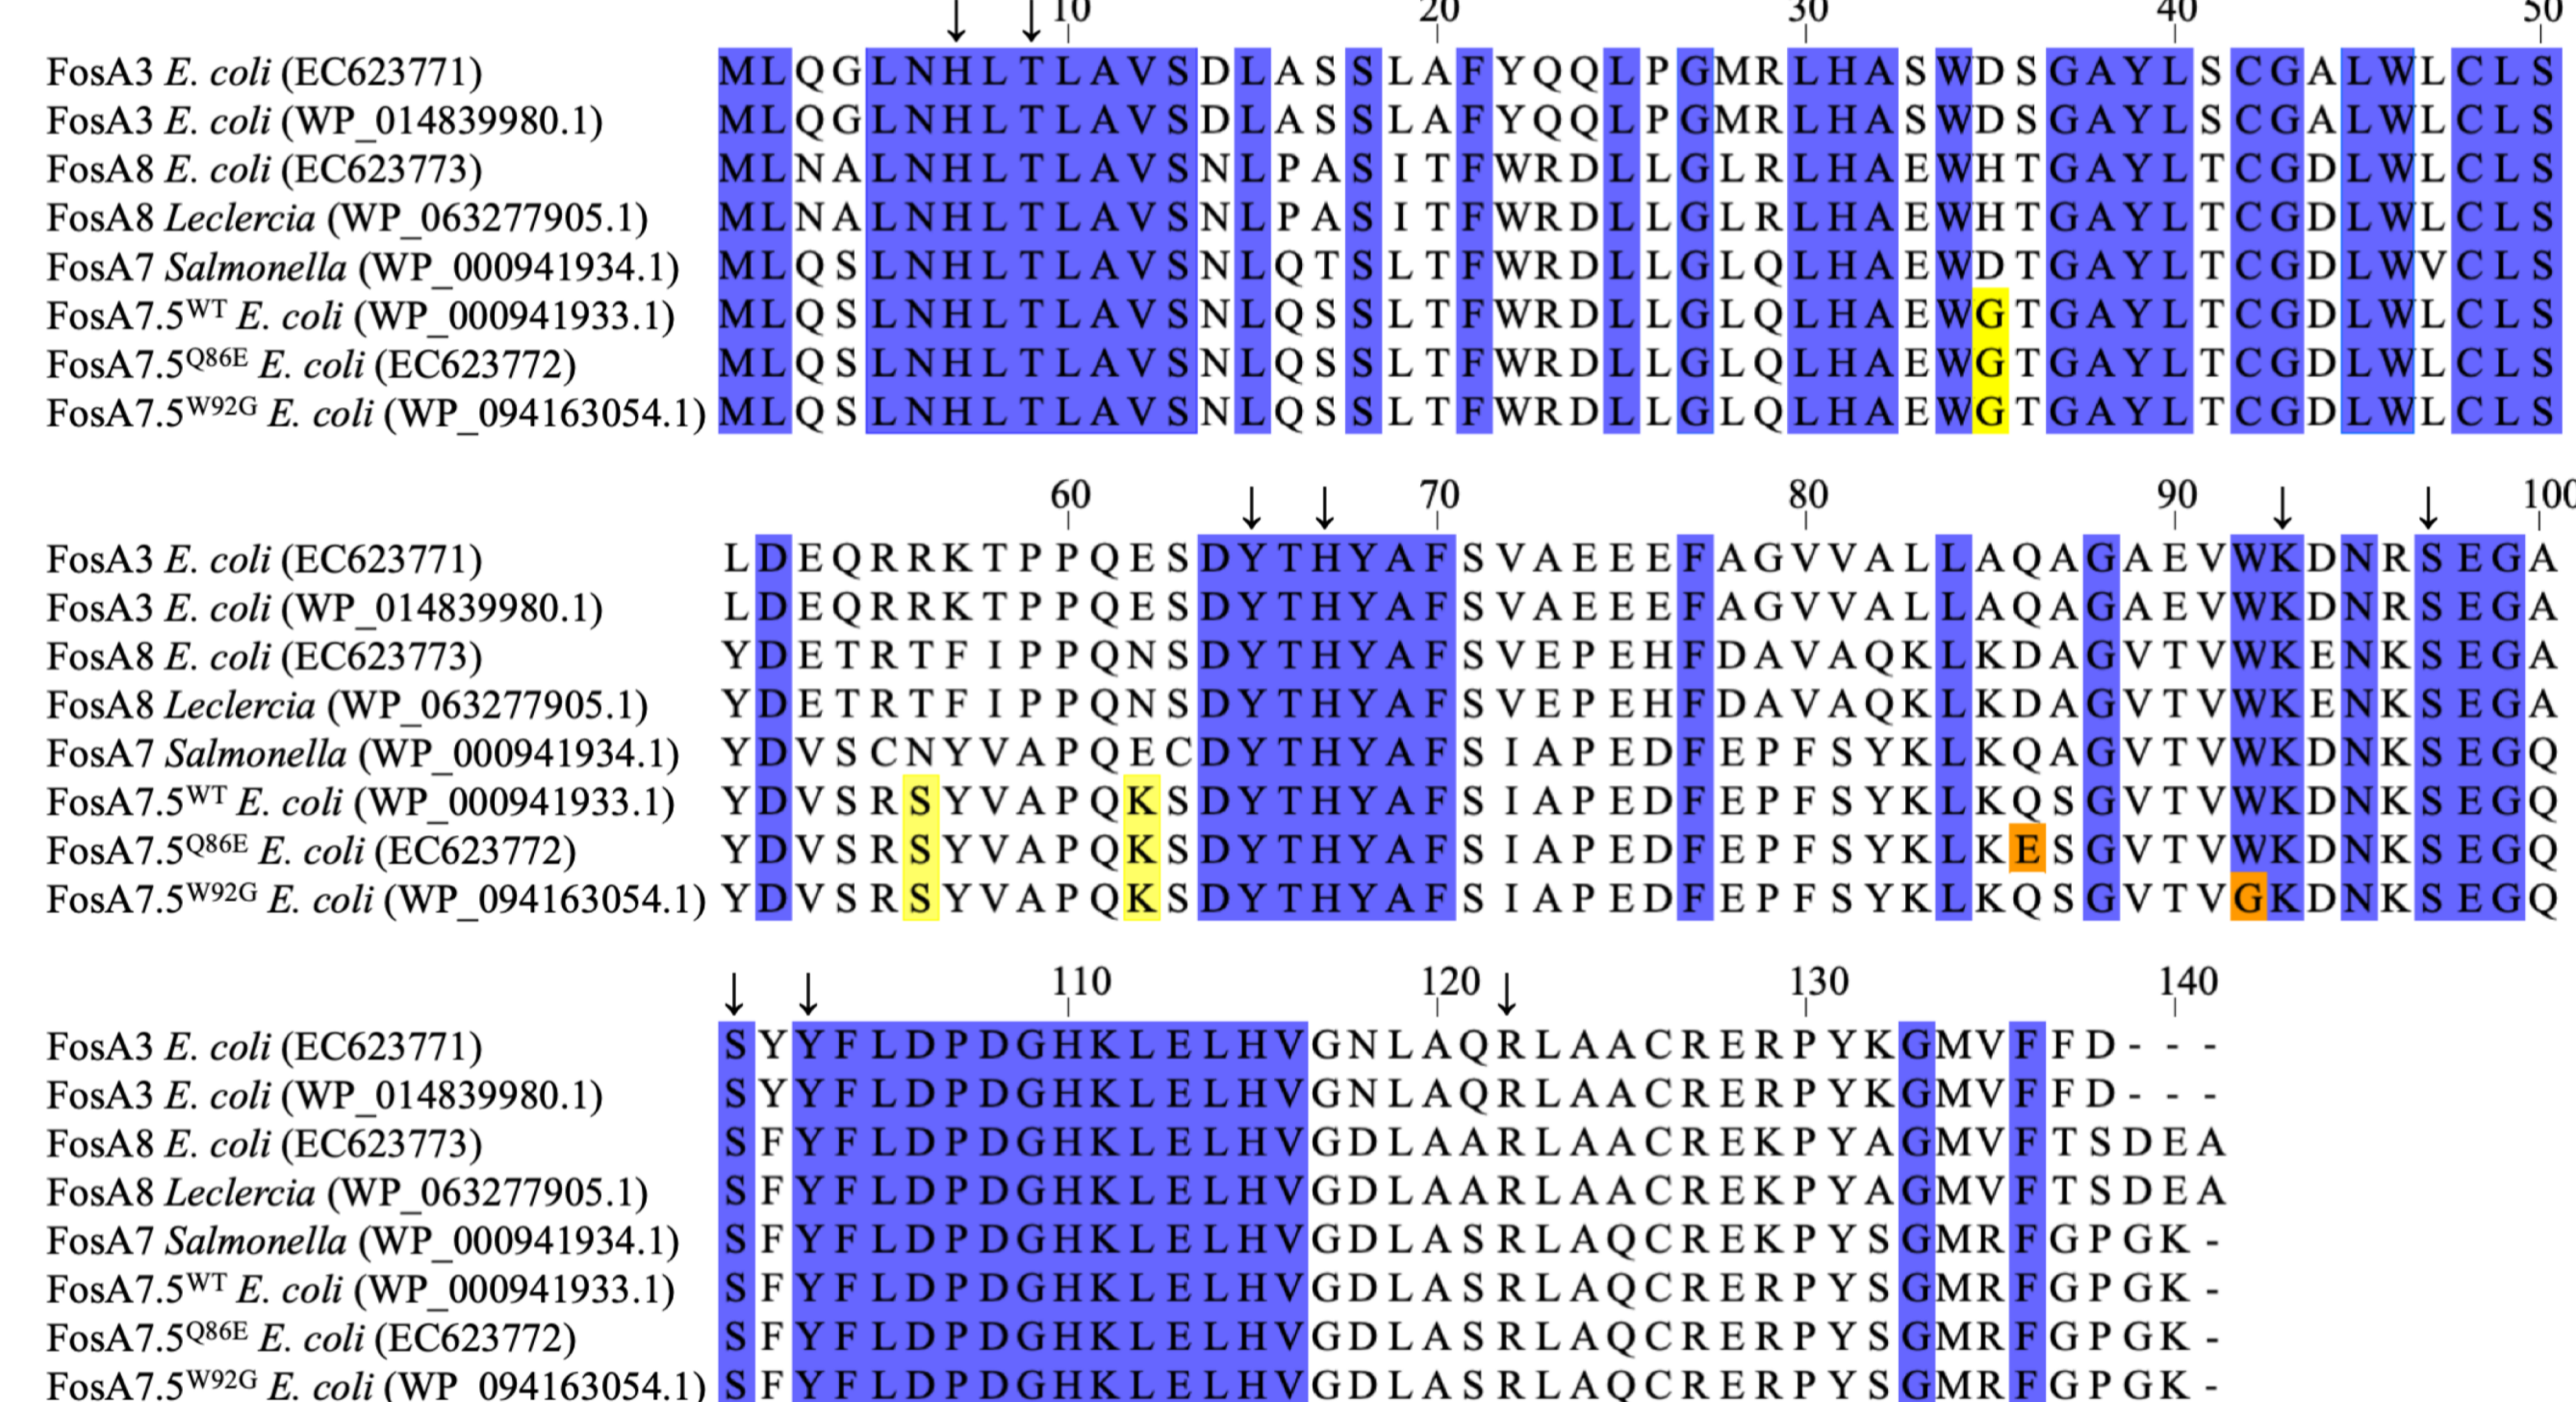 ↓ ↓ 10 20 30 40 50
FosA3 E. coli (EC623771) MLQGLNHLTLAVSDLASSLAFYQQLPGMRLHASWDSGAYLSCGALWLCLS
FosA3 E. coli (WP_014839980.1) MLQGLNHLTLAVSDLASSLAFYQQLPGMRLHASWDSGAYLSCGALWLCLS
FosA8 E. coli (EC623773) MLNALNHLTLAVSNLPASITFWRDLLGLRLHAEWHTGAYLTCGDLWLCLS
FosA8 Leclercia (WP_063277905.1) MLNALNHLTLAVSNLPASITFWRDLLGLRLHAEWHTGAYLTCGDLWLCLS
FosA7 Salmonella (WP_000941934.1) MLQSLNHLTLAVSNLQTSLTFWRDLLGLQLHAEWDTGAYLTCGDLWVCLS
FosA7.5WT E. coli (WP_000941933.1) MLQSLNHLTLAVSNLQSSLTFWRDLLGLQLHAEWGTGAYLTCGDLWLCLS
FosA7.5Q86E E. coli (EC623772) MLQSLNHLTLAVSNLQSSLTFWRDLLGLQLHAEWGTGAYLTCGDLWLCLS
FosA7.5W92G E. coli (WP_094163054.1) MLQSLNHLTLAVSNLQSSLTFWRDLLGLQLHAEWGTGAYLTCGDLWLCLS
60 ↓ ↓ 70 80 90 ↓ ↓ 100
FosA3 E. coli (EC623771) LDEQRRKTPPQESDYTHYAFSVAEEEFAGVVALLAQAGAEVWKDNRSEGA
FosA3 E. coli (WP_014839980.1) LDEQRRKTPPQESDYTHYAFSVAEEEFAGVVALLAQAGAEVWKDNRSEGA
FosA8 E. coli (EC623773) YDETRTFIPPQNSDYTHYAFSVEPEHFDAVAQKLKDAGVTVWKENKSEGA
FosA8 Leclercia (WP_063277905.1) YDETRTFIPPQNSDYTHYAFSVEPEHFDAVAQKLKDAGVTVWKENKSEGA
FosA7 Salmonella (WP_000941934.1) YDVSCNYVAPQECDYTHYAFSIAPEDFEPFSYKLKQAGVTVWKDNKSEGQ
FosA7.5WT E. coli (WP_000941933.1) YDVSRSYVAPQKSDYTHYAFSIAPEDFEPFSYKLKQSGVTVWKDNKSEGQ
FosA7.5Q86E E. coli (EC623772) YDVSRSYVAPQKSDYTHYAFSIAPEDFEPFSYKLKESGVTVWKDNKSEGQ
FosA7.5W92G E. coli (WP_094163054.1) YDVSRSYVAPQKSDYTHYAFSIAPEDFEPFSYKLKQSGVTVGKDNKSEGQ
↓ ↓ 110 120 ↓ 130 140
FosA3 E. coli (EC623771) SYYFLDPDGHKLELHVGNLAQRLAACRERPYKGMVFFD---
FosA3 E. coli (WP_014839980.1) SYYFLDPDGHKLELHVGNLAQRLAACRERPYKGMVFFD---
FosA8 E. coli (EC623773) SFYFLDPDGHKLELHVGDLAARLAACREKPYAGMVFTSDEA
FosA8 Leclercia (WP_063277905.1) SFYFLDPDGHKLELHVGDLAARLAACREKPYAGMVFTSDEA
FosA7 Salmonella (WP_000941934.1) SFYFLDPDGHKLELHVGDLASRLAQCREKPYSGMRFGPGK-
FosA7.5WT E. coli (WP_000941933.1) SFYFLDPDGHKLELHVGDLASRLAQCRERPYSGMRFGPGK-
FosA7.5Q86E E. coli (EC623772) SFYFLDPDGHKLELHVGDLASRLAQCRERPYSGMRFGPGK-
FosA7.5W92G E. coli (WP 094163054.1) SFYFLDPDGHKLELHVGDLASRLAQCRERPYSGMRFGPGK-